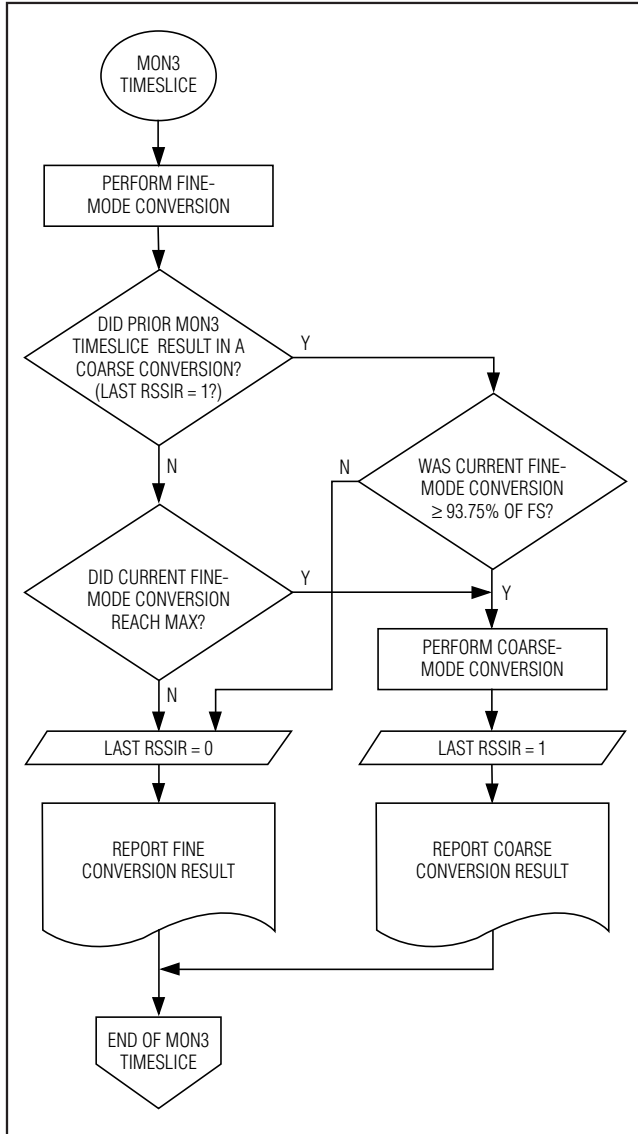 MON3
TIMESLICE
PERFORM FINE-
MODE CONVERSION
DID PRIOR MON3
TIMESLICE RESULT IN A
COARSE CONVERSION?
(LAST RSSIR = 1?)
Y
N
N
WAS CURRENT FINE-
MODE CONVERSION
≥ 93.75% OF FS?
DID CURRENT FINE-
MODE CONVERSION
REACH MAX?
Y
Y
N
PERFORM COARSE-
MODE CONVERSION
LAST RSSIR = 0
LAST RSSIR = 1
REPORT FINE
CONVERSION RESULT
REPORT COARSE
CONVERSION RESULT
END OF MON3
TIMESLICE